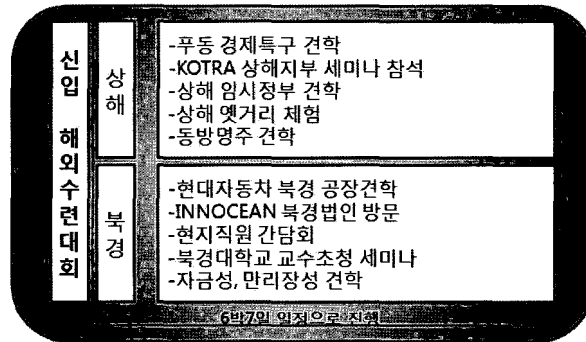 신입 해외수련대회
상해
-푸동 경제특구 견학
-KOTRA 상해지부 세미나 참석
-상해 임시정부 견학
-상해 옛거리 체험
-동방명주 견학
북경
-현대자동차 북경 공장견학
-INNOCEAN 북경법인 방문
-현지직원 간담회
-북경대학교 교수초청 세미나
-자금성, 만리장성 견학
6박7일 일정으로 진행